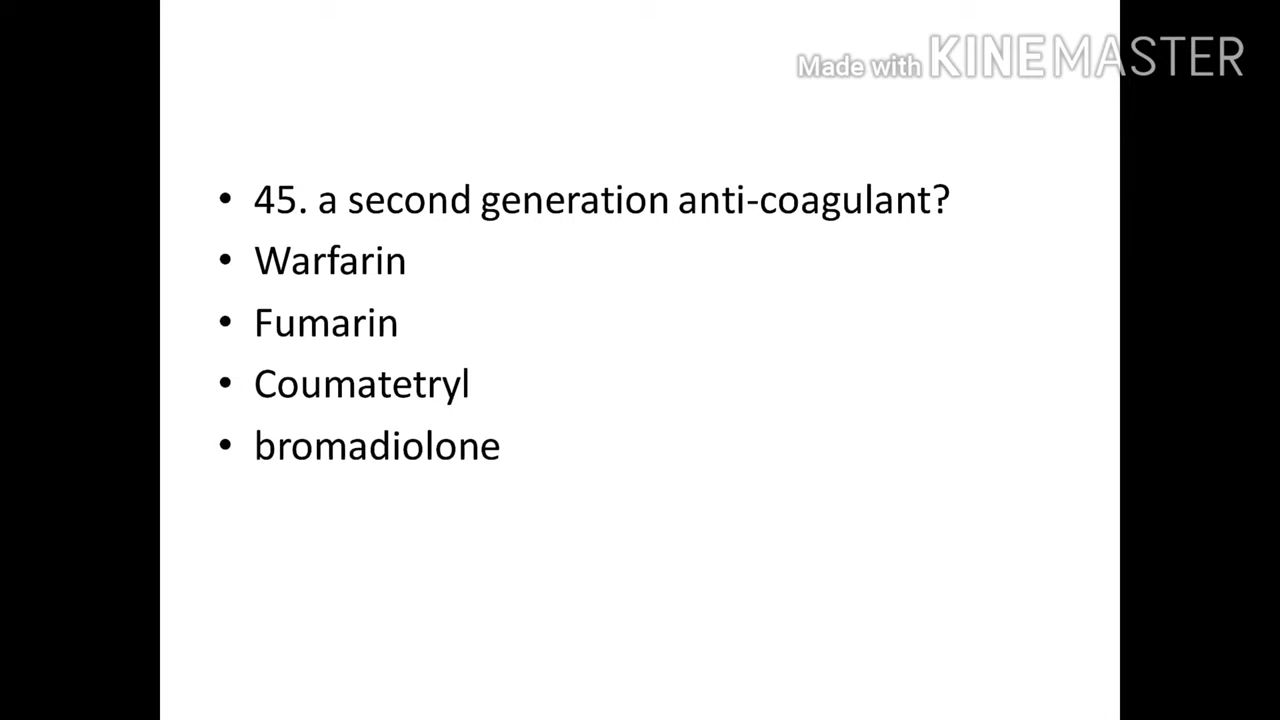 Made with KINEMASTER
• 45. a second generation anti-coagulant?
• Warfarin
• Fumarin
• Coumatetryl
• bromadiolone